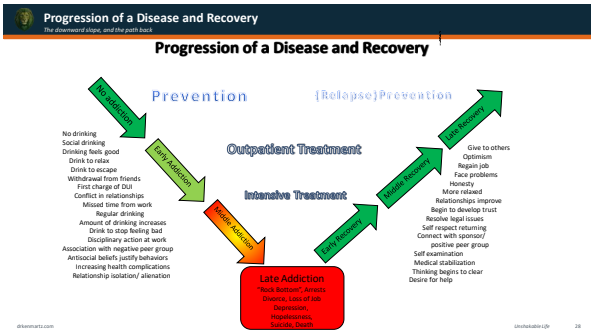 Progression of a Disease and Recovery
The downward slope, and the path back
Progression of a Disease and Recovery
Prevention
(Relapse)Prevention
No addiction
Early Addiction
Middle Addiction
Outpatient Treatment
Intensive Treatment
No drinking
Social drinking
Drinking feels good
Drink to relax
Drink to escape
Withdrawal from friends
First charge of DUI
Conflict in relationships
Missed time from work
Regular drinking
Amount of drinking increases
Drink to stop feeling bad
Disciplinary action at work
Association with negative peer group
Antisocial beliefs justify behaviors
Increasing health complications
Relationship isolation/ alienation
Late Addiction
"Rock Bottom", Arrests
Divorce, Loss of Job
Depression,
Hopelessness,
Suicide, Death
Early Recovery
Middle Recovery
Late Recovery
Give to others
Optimism
Regain job
Face problems
Honesty
More relaxed
Relationships improve
Begin to develop trust
Resolve legal issues
Self respect returning
Connect with sponsor/
positive peer group
Self examination
Medical stabilization
Thinking begins to clear
Desire for help
drivensmartz.com
Unshakable Life
28